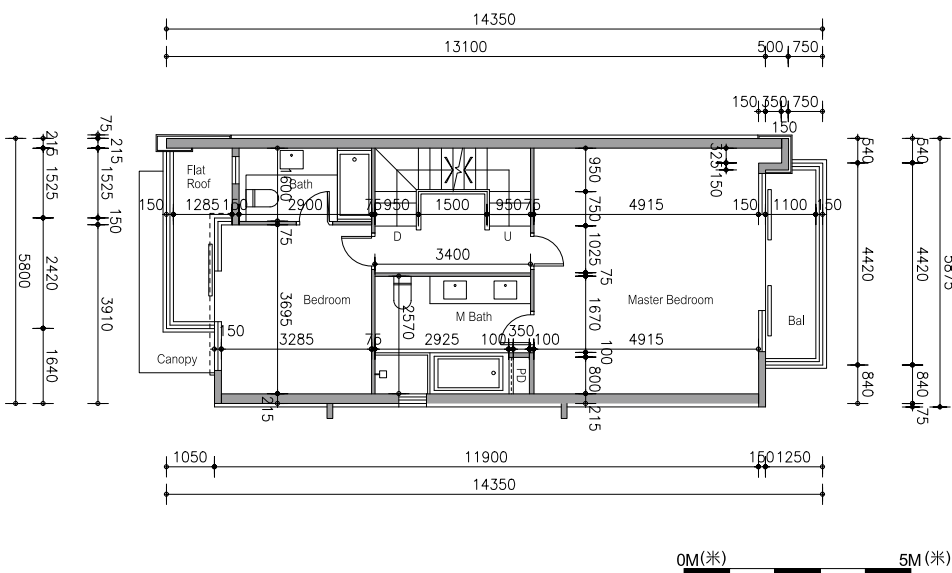 14350
13100 500 750
150 350 750
150
75
215
215
540
540
325
150
950
Flat
Roof
1600
Bath
1525
1525
150
150 1285 150 2900 75 950 1500 950 75 4915 150 1100 150
750
75
D
U
1025
3400
75
5800
2420
3910
Bedroom
3695
2570
M Bath
1670
Master Bedroom
Bal
4420
4420
5875
Canopy
150
3285 75 2925 100 350 100 4915
100
1640
PD
800
840
840
215
215
75
1050 11900 150 1250
14350
0M(米) 5M(米)